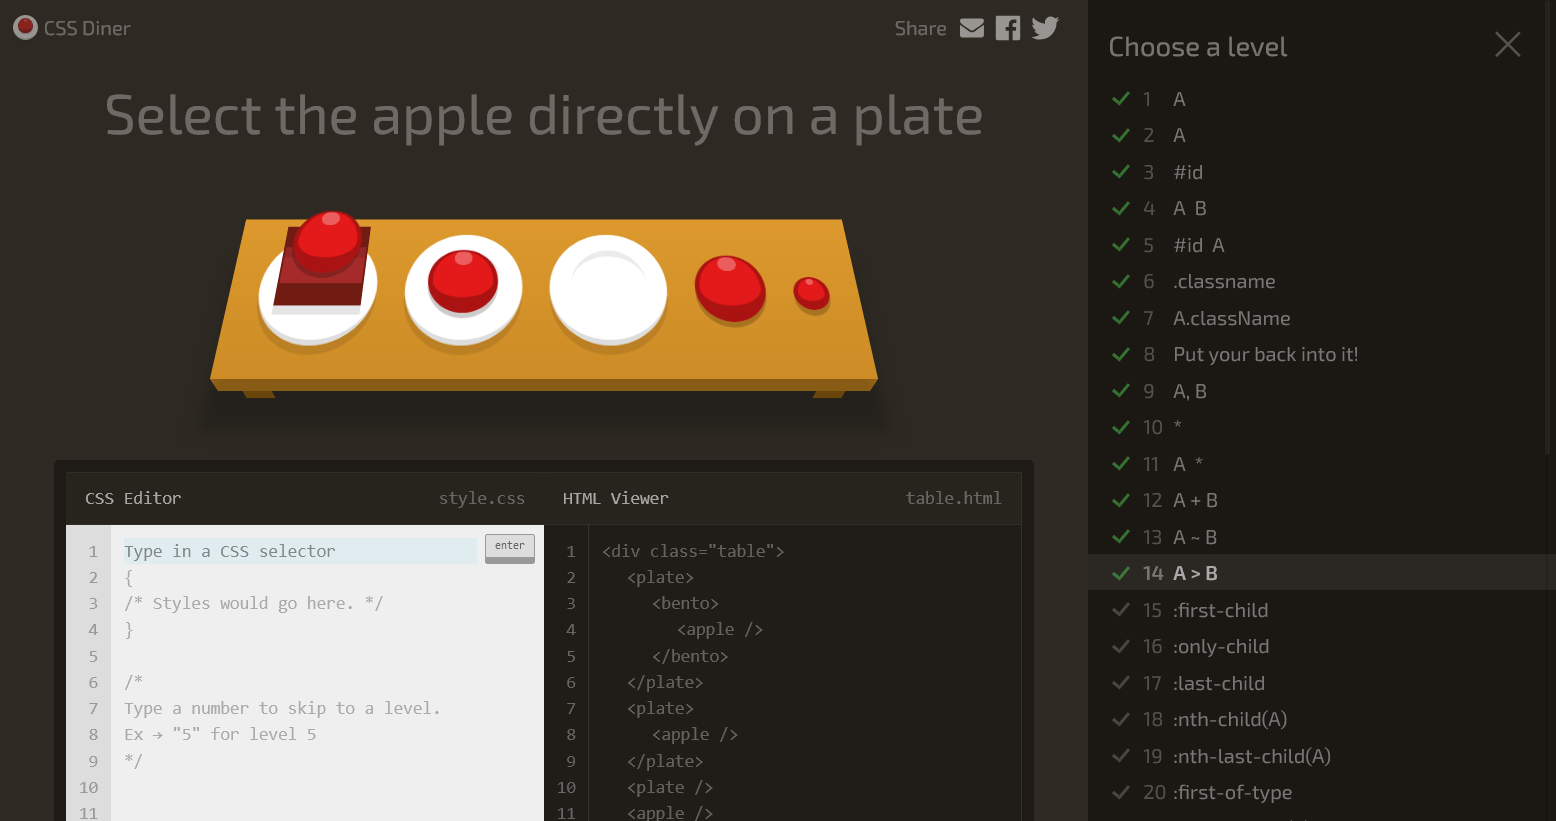 CSS Diner
Share
Select the apple directly on a plate
CSS Editor
style.css
1 Type in a CSS selector
enter
2 {
3 /* Styles would go here. */
4 }
5
6 /*
7 Type a number to skip to a level.
8 Ex → "5" for level 5
9 */
10
11
HTML Viewer
table.html
1 <div class="table">
2 <plate>
3 <bento>
4 <apple />
5 </bento>
6 </plate>
7 <plate>
8 <apple />
9 </plate>
10 <plate />
11 <apple />
Choose a level
1 A
2 A
3 #id
4 A B
5 #id A
6 .classname
7 A.className
8 Put your back into it!
9 A, B
10 *
11 A *
12 A + B
13 A ~ B
14 A > B
15 :first-child
16 :only-child
17 :last-child
18 :nth-child(A)
19 :nth-last-child(A)
20 :first-of-type